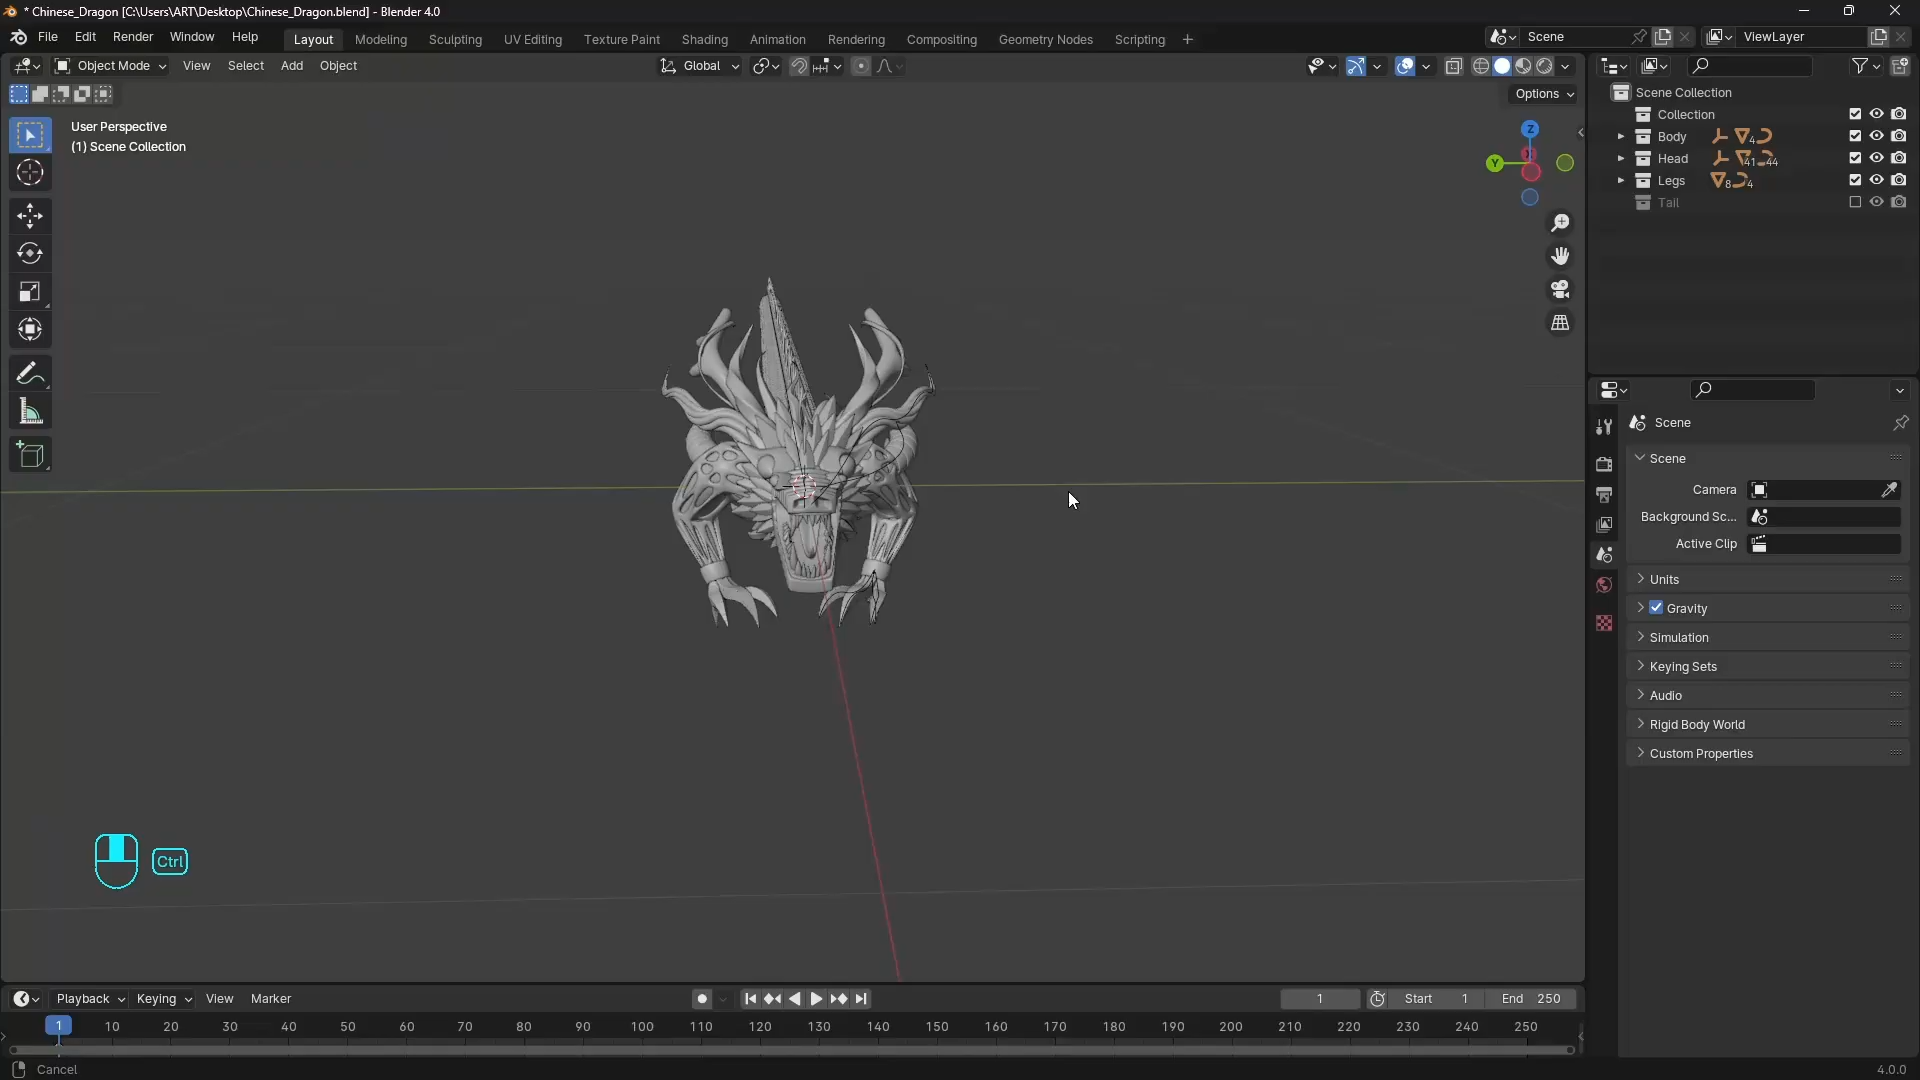 * Chinese_Dragon [C:\Users\ART\Desktop\Chinese_Dragon.blend] - Blender 4.0
File Edit Render Window Help Layout Modeling Sculpting UV Editing Texture Paint Shading Animation Rendering Compositing Geometry Nodes Scripting + Scene ViewLayer
Object Mode View Select Add Object Global
Options
User Perspective
(1) Scene Collection
Z
Y
Scene Collection
Collection
Body 4
Head 41 44
Legs 8 4
Tail
Scene
Scene
Camera
Background Sc...
Active Clip
Units
Gravity
Simulation
Keying Sets
Audio
Rigid Body World
Custom Properties
Ctrl
Playback Keying View Marker 1 Start 1 End 250
1 10 20 30 40 50 60 70 80 90 100 110 120 130 140 150 160 170 180 190 200 210 220 230 240 250
Cancel 4.0.0